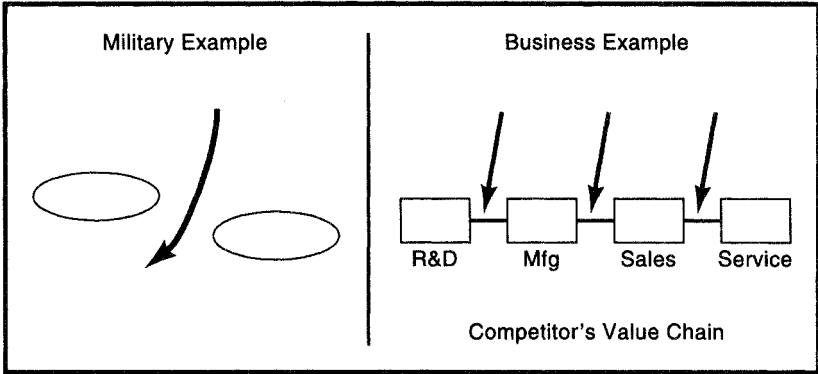 Military Example
Business Example
R&D Mfg Sales Service
Competitor's Value Chain